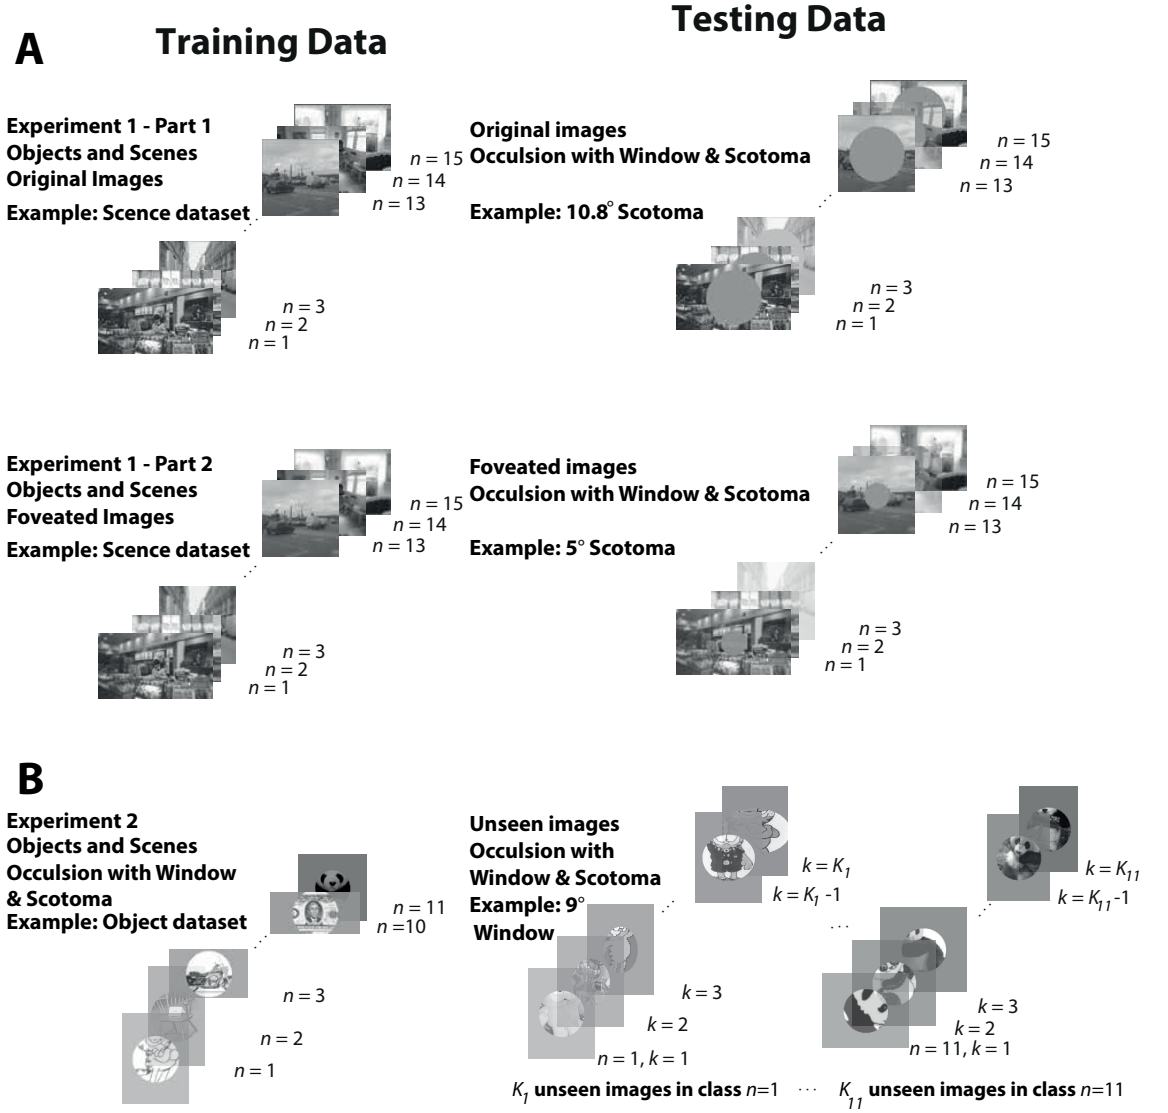 Training Data
Testing Data
A
Experiment 1 - Part 1
Objects and Scenes
Original Images
Example: Scence dataset
n = 15
n = 14
n = 13
n = 3
n = 2
n = 1
Original images
Occulsion with Window & Scotoma
Example: 10.8° Scotoma
n = 15
n = 14
n = 13
n = 3
n = 2
n = 1
Experiment 1 - Part 2
Objects and Scenes
Foveated Images
Example: Scence dataset
n = 15
n = 14
n = 13
n = 3
n = 2
n = 1
Foveated images
Occulsion with Window & Scotoma
Example: 5° Scotoma
n = 15
n = 14
n = 13
n = 3
n = 2
n = 1
B
Experiment 2
Objects and Scenes
Occulsion with Window
& Scotoma
Example: Object dataset
n = 11
n =10
n = 3
n = 2
n = 1
Unseen images
Occulsion with
Window & Scotoma
Example: 9°
Window
k = K1
k = K1 -1
k = 3
k = 2
n = 1, k = 1
...
k = K11
k = K11-1
k = 3
k = 2
n = 11, k = 1
K1 unseen images in class n=1 ... K11 unseen images in class n=11